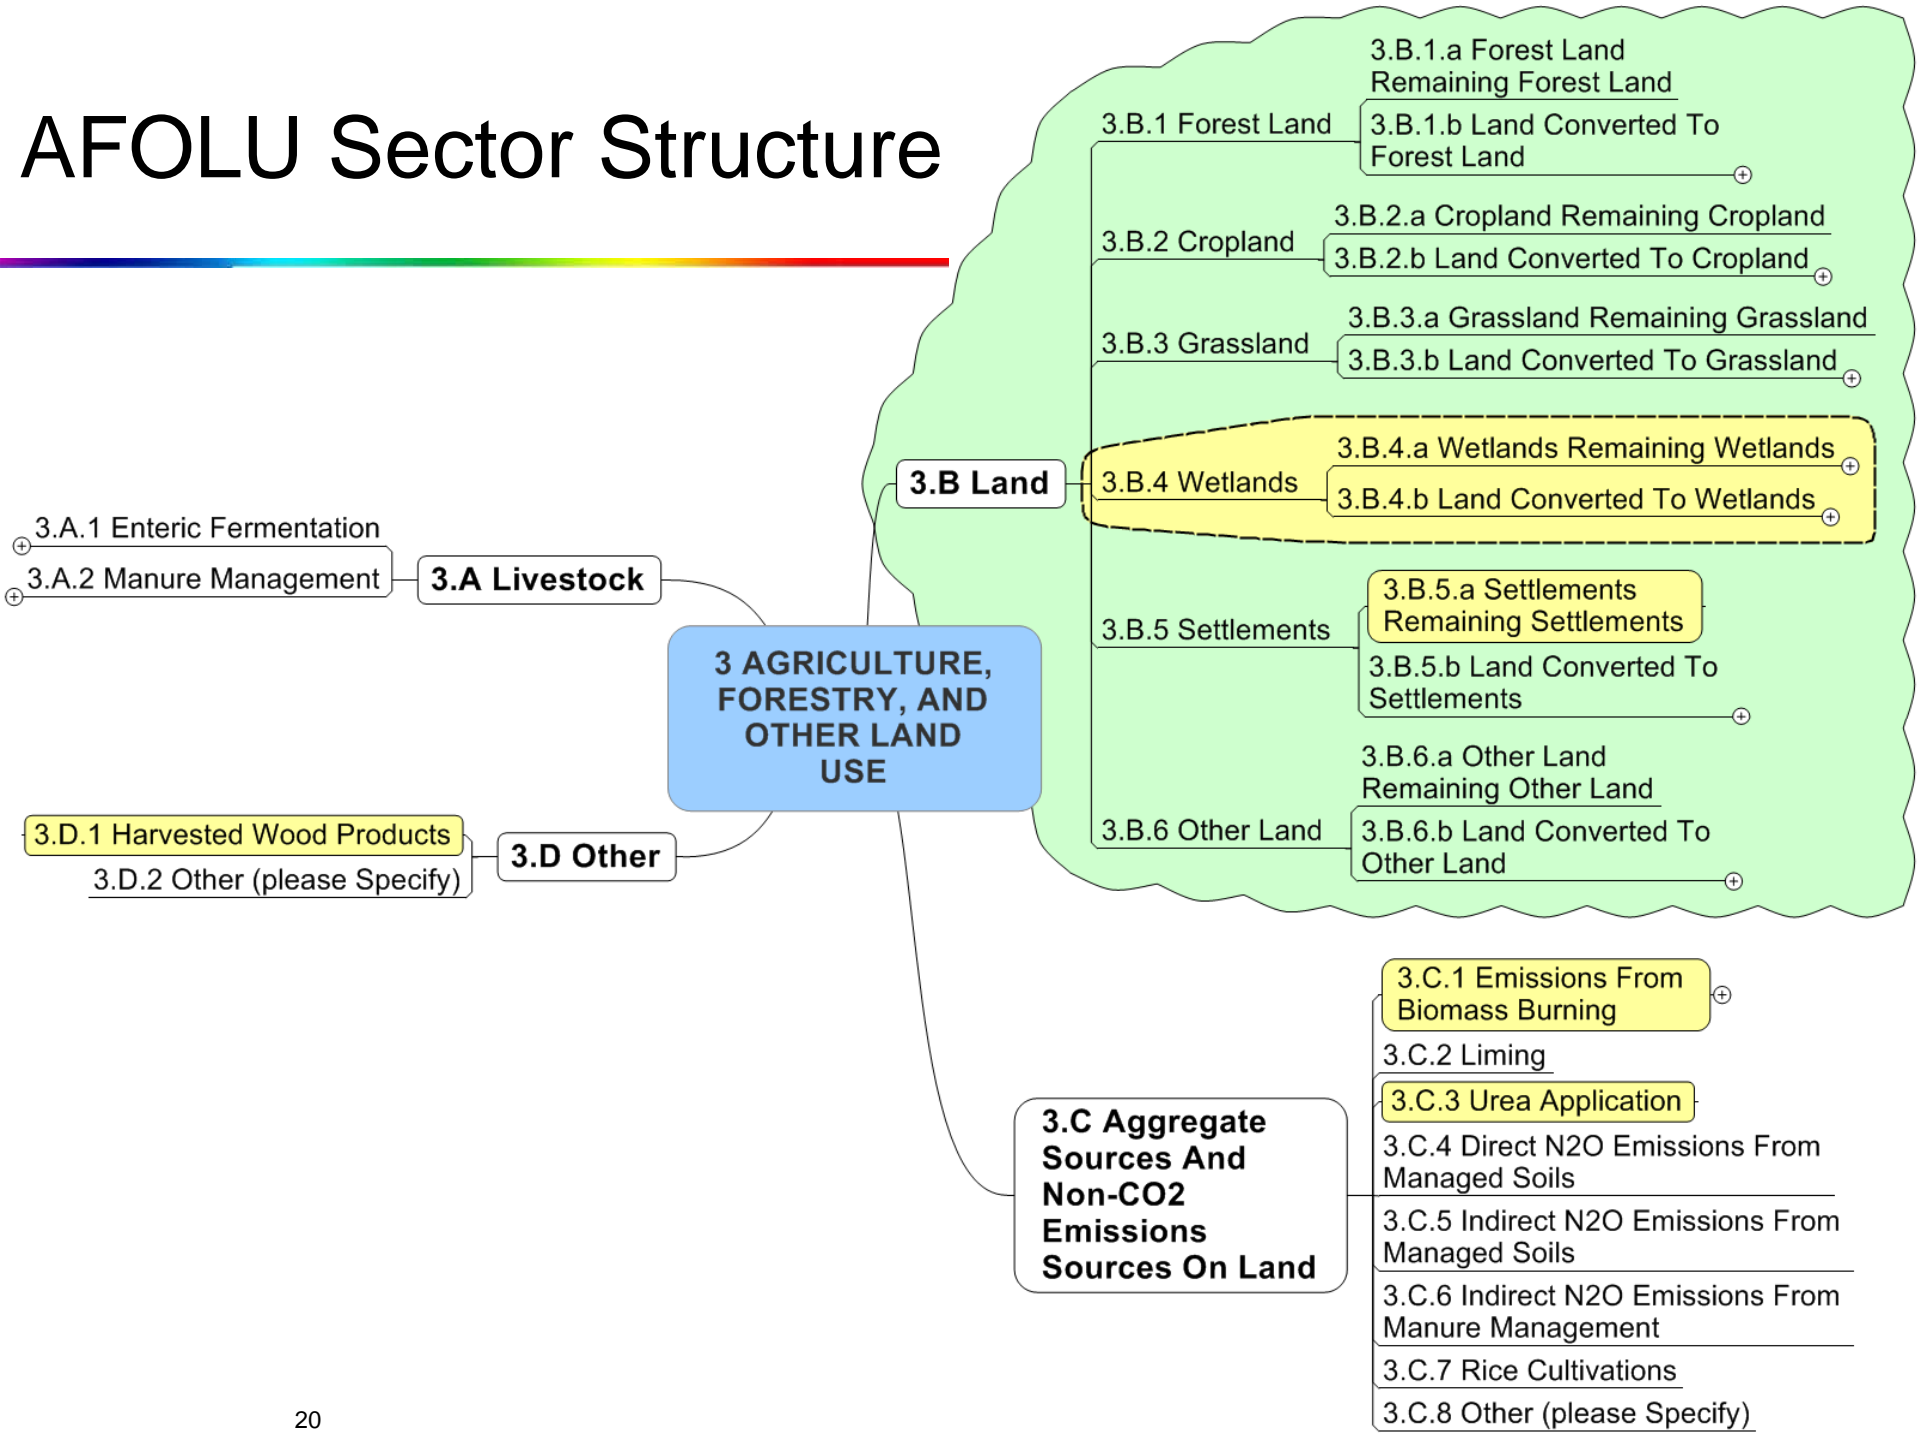 AFOLU Sector Structure
3.B.1 Forest Land
3.B.1.a Forest Land
Remaining Forest Land
3.B.1.b Land Converted To
Forest Land
3.B.2 Cropland
3.B.2.a Cropland Remaining Cropland
3.B.2.b Land Converted To Cropland
3.B.3 Grassland
3.B.3.a Grassland Remaining Grassland
3.B.3.b Land Converted To Grassland
3.B Land
3.B.4 Wetlands
3.B.4.a Wetlands Remaining Wetlands
3.B.4.b Land Converted To Wetlands
3.B.5 Settlements
3.B.5.a Settlements
Remaining Settlements
3.B.5.b Land Converted To
Settlements
3.B.6 Other Land
3.B.6.a Other Land
Remaining Other Land
3.B.6.b Land Converted To
Other Land
3.A.1 Enteric Fermentation
3.A.2 Manure Management
3.A Livestock
3 AGRICULTURE,
FORESTRY, AND
OTHER LAND
USE
3.D.1 Harvested Wood Products
3.D.2 Other (please Specify)
3.D Other
3.C Aggregate
Sources And
Non-CO2
Emissions
Sources On Land
3.C.1 Emissions From
Biomass Burning
3.C.2 Liming
3.C.3 Urea Application
3.C.4 Direct N2O Emissions From
Managed Soils
3.C.5 Indirect N2O Emissions From
Managed Soils
3.C.6 Indirect N2O Emissions From
Manure Management
3.C.7 Rice Cultivations
3.C.8 Other (please Specify)
20